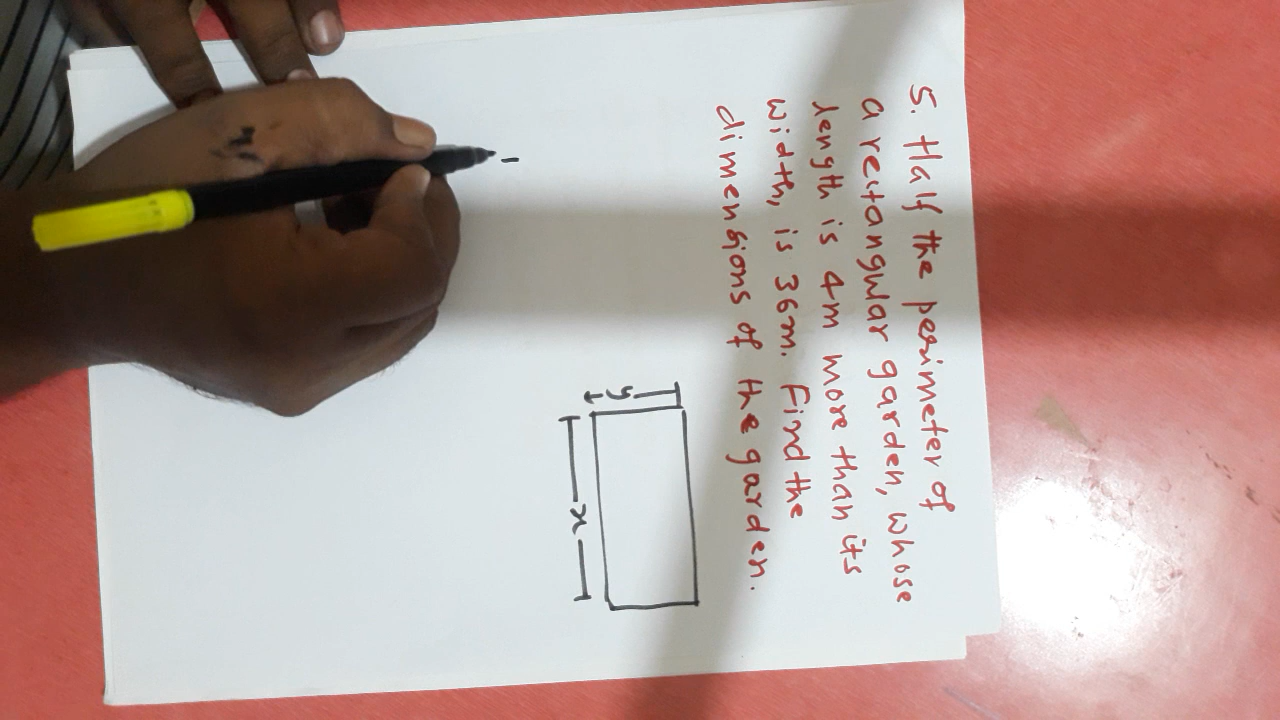 5. Half the perimeter of
a rectangular garden, whose
length is 4m more than its
width, is 36m. Find the
dimensions of the garden.
y
x